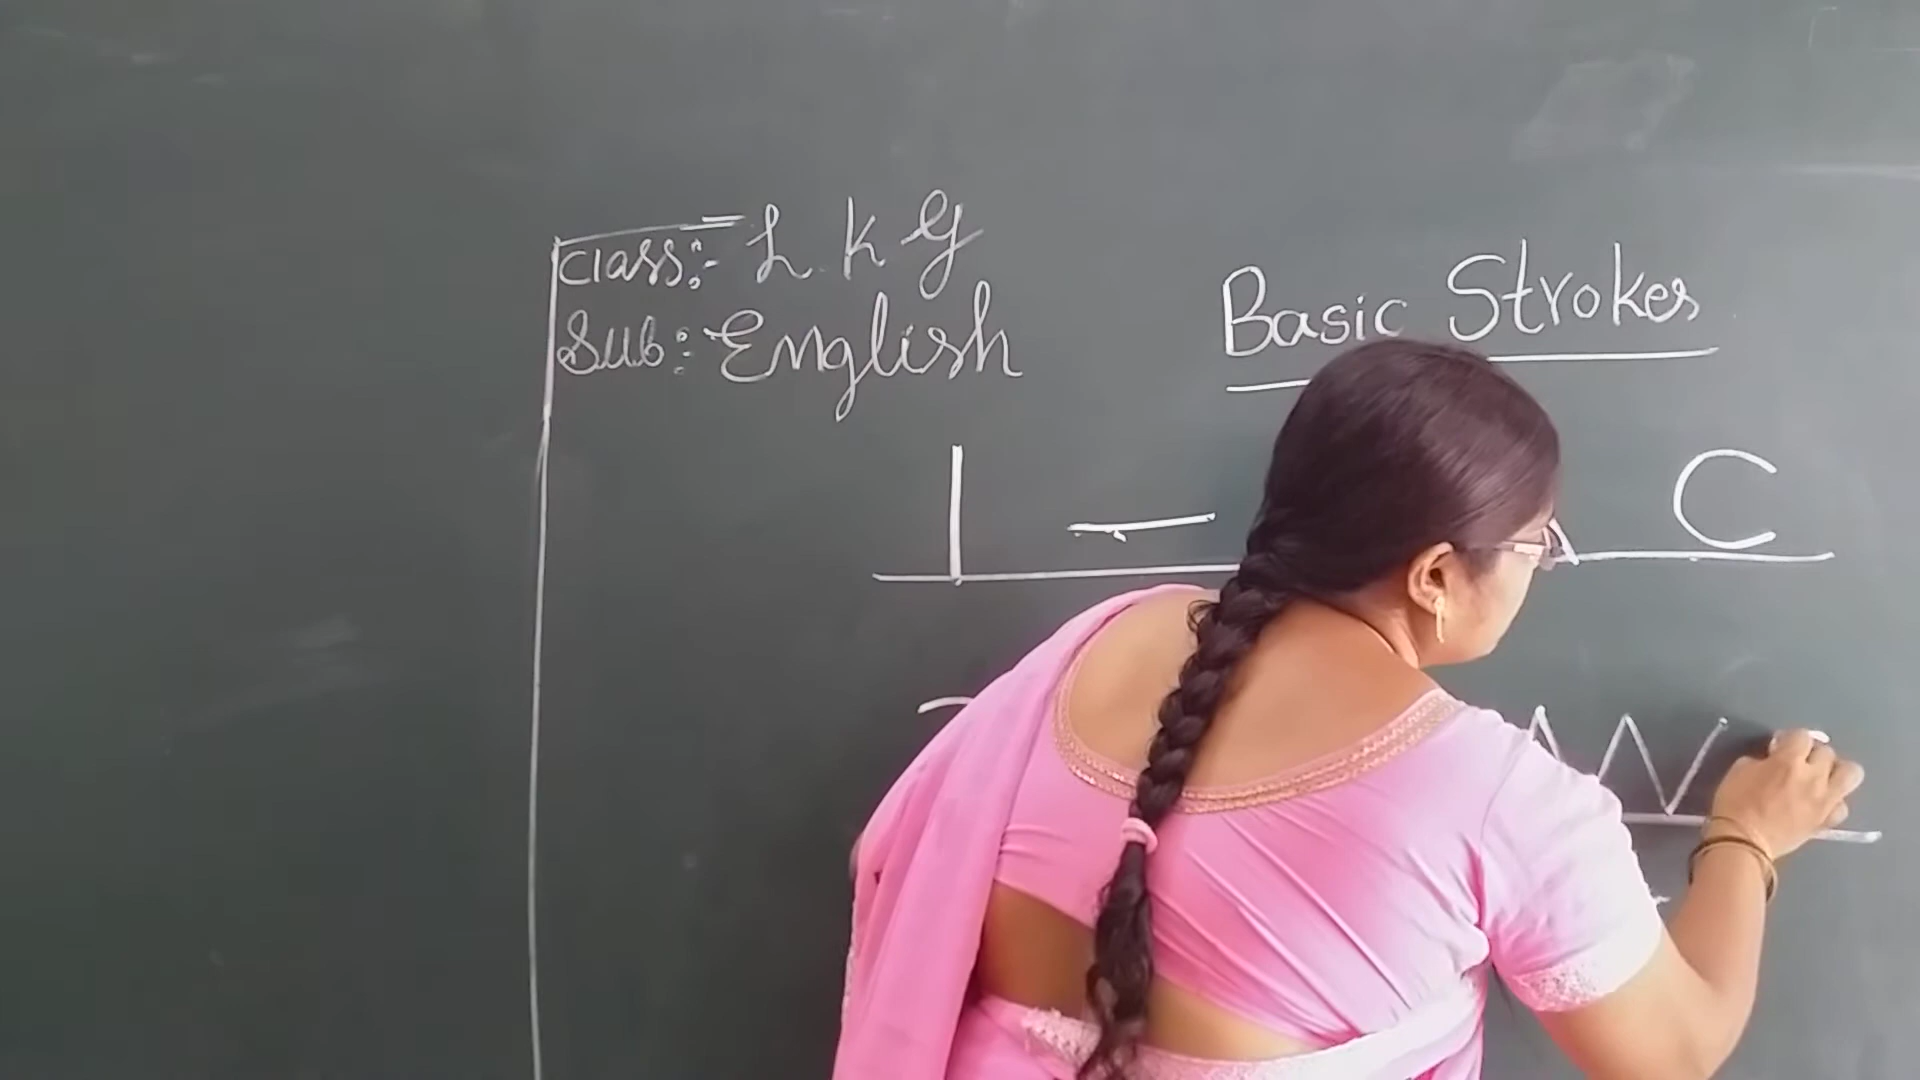 Class:- L.K.G
Sub:- English
Basic Strokes
| — \ C